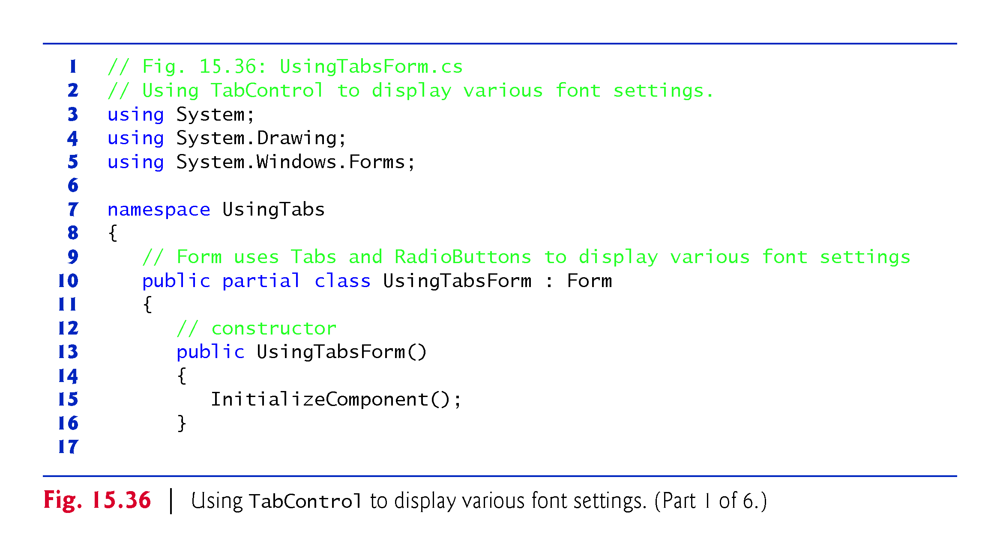 1 // Fig. 15.36: UsingTabsForm.cs
2 // Using TabControl to display various font settings.
3 using System;
4 using System.Drawing;
5 using System.Windows.Forms;
6
7 namespace UsingTabs
8 {
9    // Form uses Tabs and RadioButtons to display various font settings
10    public partial class UsingTabsForm : Form
11    {
12       // constructor
13       public UsingTabsForm()
14       {
15          InitializeComponent();
16       }
17
Fig. 15.36 | Using TabControl to display various font settings. (Part 1 of 6.)